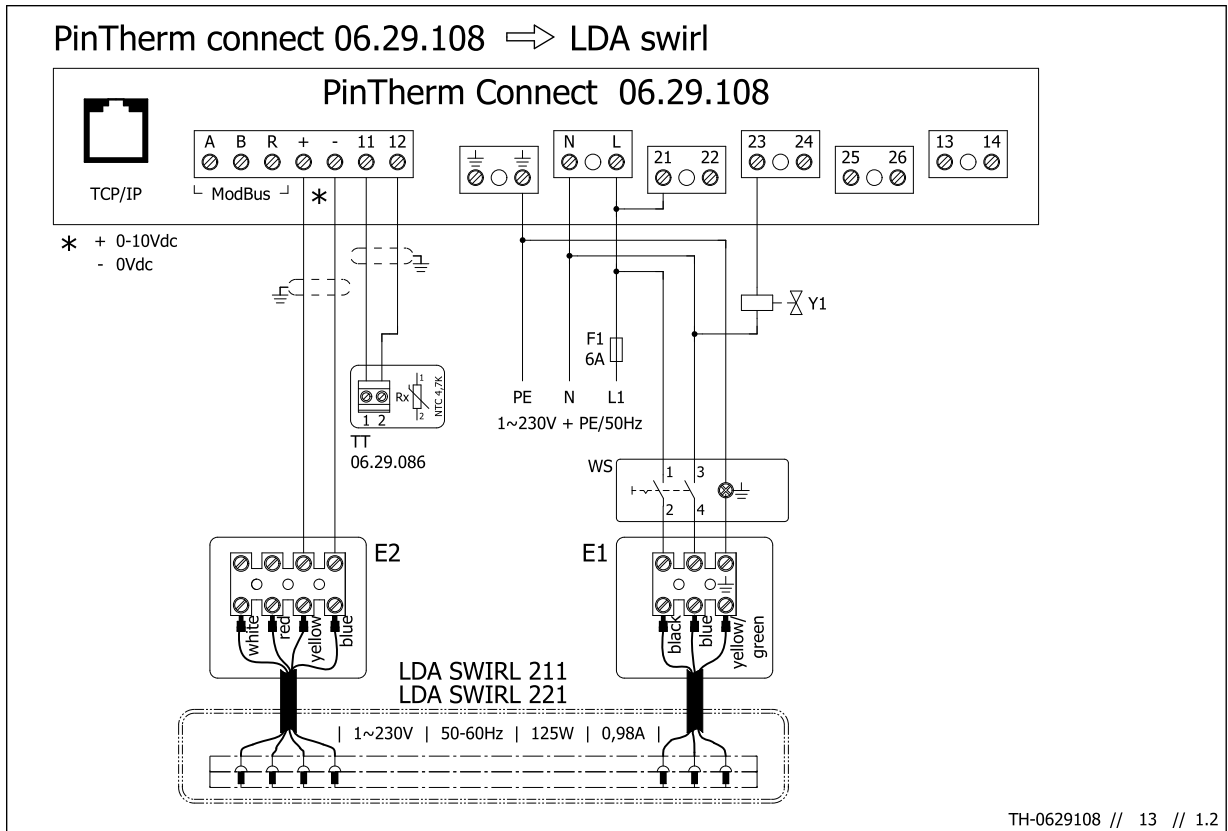 PinTherm connect 06.29.108 ⇒ LDA swirl
PinTherm Connect 06.29.108
TCP/IP
A B R + - 11 12
ModBus *
N L
21 22
23 24
25 26
13 14
* + 0-10Vdc
- 0Vdc
Y1
F1
6A
PE N L1
1~230V + PE/50Hz
Rx
1
2
NTC 4,7K
1 2
TT
06.29.086
WS
1 3
2 4
E2
E1
white
red
yellow
blue
black
blue
yellow/
green
LDA SWIRL 211
LDA SWIRL 221
| 1~230V | 50-60Hz | 125W | 0,98A |
TH-0629108 // 13 // 1.2